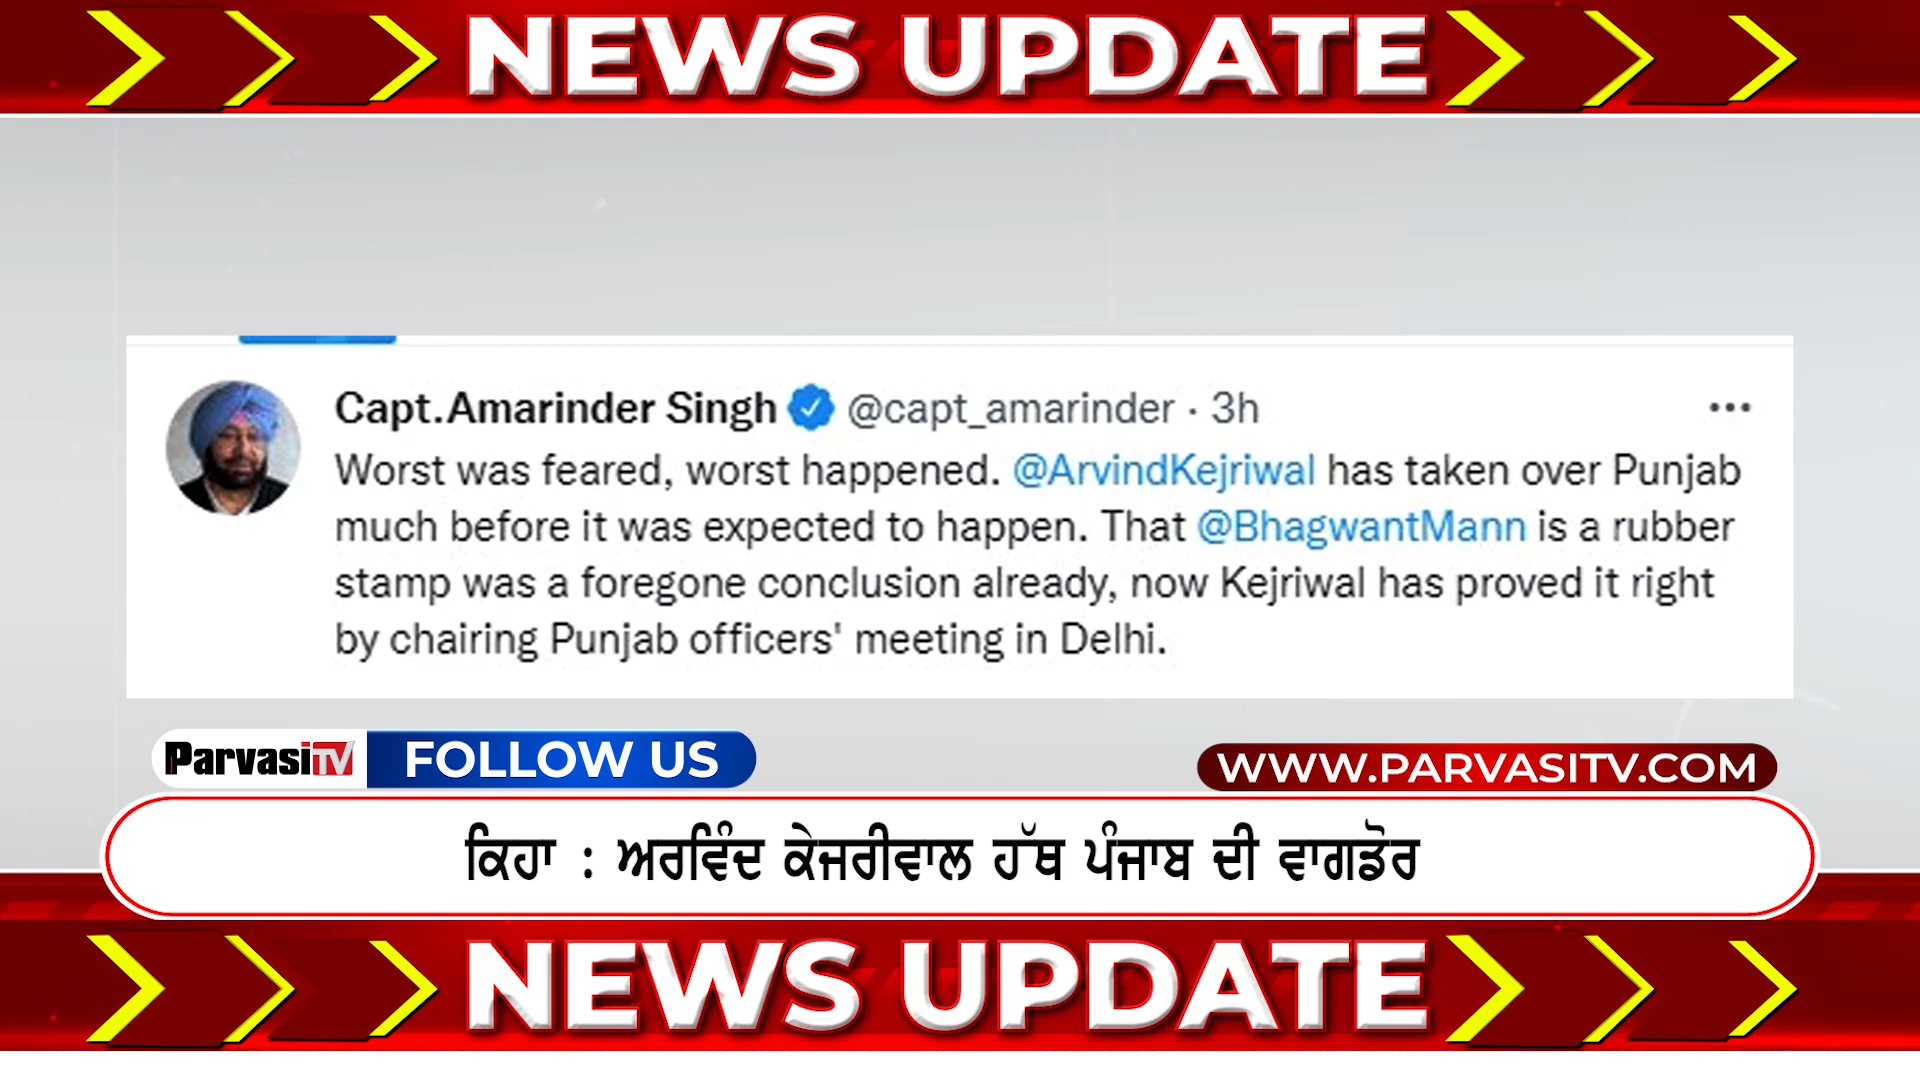 NEWS UPDATE
Capt.Amarinder Singh @capt_amarinder · 3h
Worst was feared, worst happened. @ArvindKejriwal has taken over Punjab
much before it was expected to happen. That @BhagwantMann is a rubber
stamp was a foregone conclusion already, now Kejriwal has proved it right
by chairing Punjab officers' meeting in Delhi.
ParvasiTV FOLLOW US
WWW.PARVASITV.COM
ਕਿਹਾ : ਅਰਵਿੰਦ ਕੇਜਰੀਵਾਲ ਹੱਥ ਪੰਜਾਬ ਦੀ ਵਾਗਡੋਰ
NEWS UPDATE